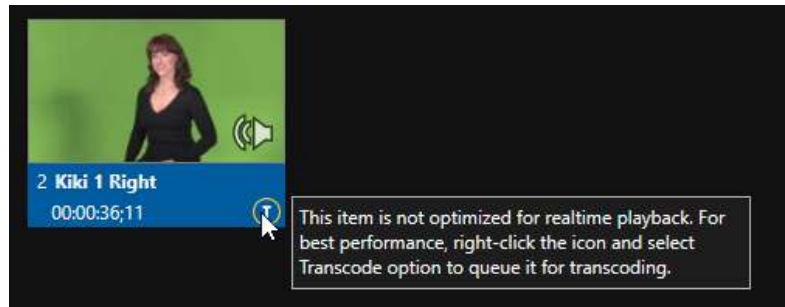 2 Kiki 1 Right
00:00:36;11
T
This item is not optimized for realtime playback. For
best performance, right-click the icon and select
Transcode option to queue it for transcoding.